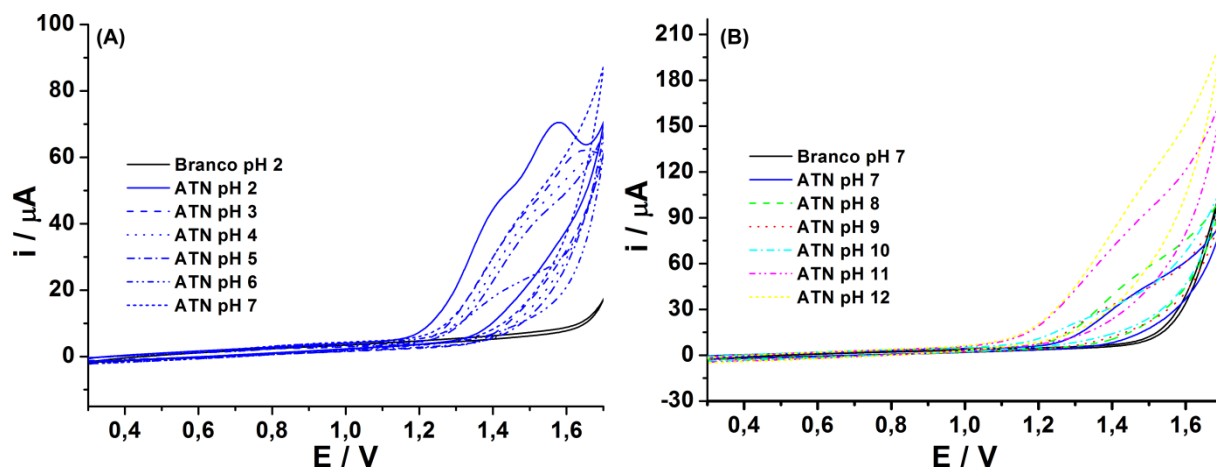 (A)
i / μA
100
80
60
40
20
0
Branco pH 2
ATN pH 2
ATN pH 3
ATN pH 4
ATN pH 5
ATN pH 6
ATN pH 7
0,4 0,6 0,8 1,0 1,2 1,4 1,6
E / V
(B)
i / μA
210
180
150
120
90
60
30
0
-30
Branco pH 7
ATN pH 7
ATN pH 8
ATN pH 9
ATN pH 10
ATN pH 11
ATN pH 12
0,4 0,6 0,8 1,0 1,2 1,4 1,6
E / V